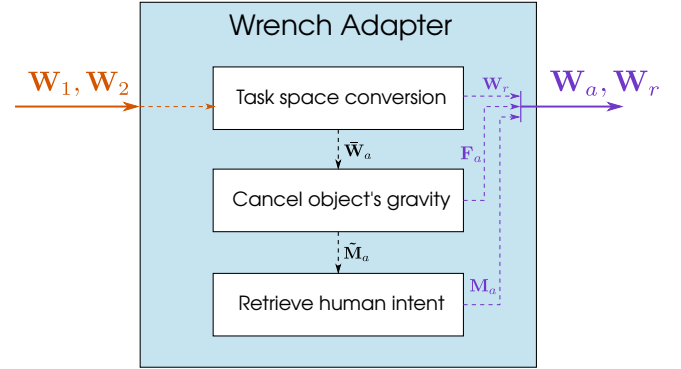 Wrench Adapter
𝐖₁, 𝐖₂
Task space conversion
𝐖ᵣ
𝐖ₐ, 𝐖ᵣ
𝐖̄ₐ
𝐅ₐ
Cancel object's gravity
𝐌̃ₐ
Retrieve human intent
𝐌ₐ